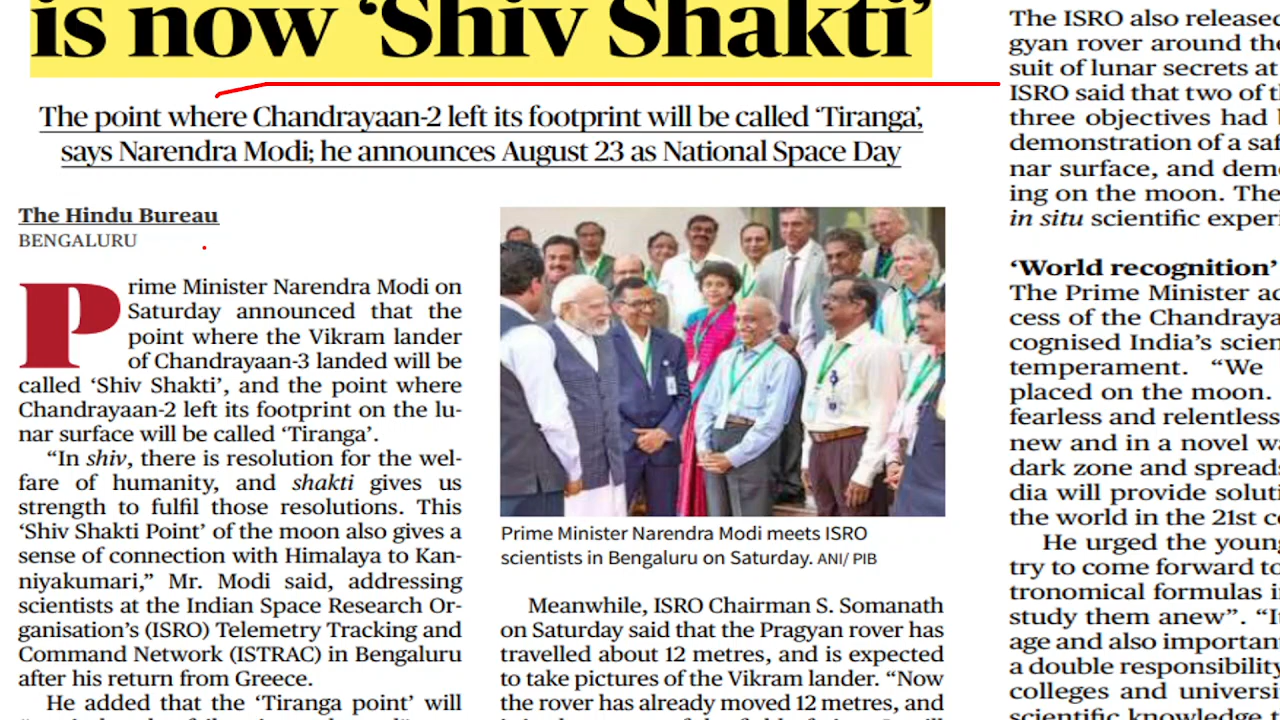 is now ‘Shiv Shakti’
The point where Chandrayaan-2 left its footprint will be called ‘Tiranga’,
says Narendra Modi; he announces August 23 as National Space Day
The Hindu Bureau
BENGALURU
Prime Minister Narendra Modi on
Saturday announced that the
point where the Vikram lander
of Chandrayaan-3 landed will be
called ‘Shiv Shakti’, and the point where
Chandrayaan-2 left its footprint on the lu-
nar surface will be called ‘Tiranga’.
“In shiv, there is resolution for the wel-
fare of humanity, and shakti gives us
strength to fulfil those resolutions. This
‘Shiv Shakti Point’ of the moon also gives a
sense of connection with Himalaya to Kan-
niyakumari,” Mr. Modi said, addressing
scientists at the Indian Space Research Or-
ganisation’s (ISRO) Telemetry Tracking and
Command Network (ISTRAC) in Bengaluru
after his return from Greece.
He added that the ‘Tiranga point’ will
Prime Minister Narendra Modi meets ISRO
scientists in Bengaluru on Saturday. ANI/ PIB
Meanwhile, ISRO Chairman S. Somanath
on Saturday said that the Pragyan rover has
travelled about 12 metres, and is expected
to take pictures of the Vikram lander. “Now
the rover has already moved 12 metres, and
The ISRO also released
gyan rover around the
suit of lunar secrets at
ISRO said that two of
three objectives had
demonstration of a
nar surface, and
ing on the moon. The
in situ scientific
‘World recognition’
The Prime Minister
cess of the
cognised India’s
temperament. “We
placed on the moon.
fearless and relentless
new and in a novel
dark zone and
dia will provide
the world in the 21st
He urged the
try to come forward to
tronomical formulas
study them anew”.
age and also
a double responsibility
colleges and
scientific knowledge